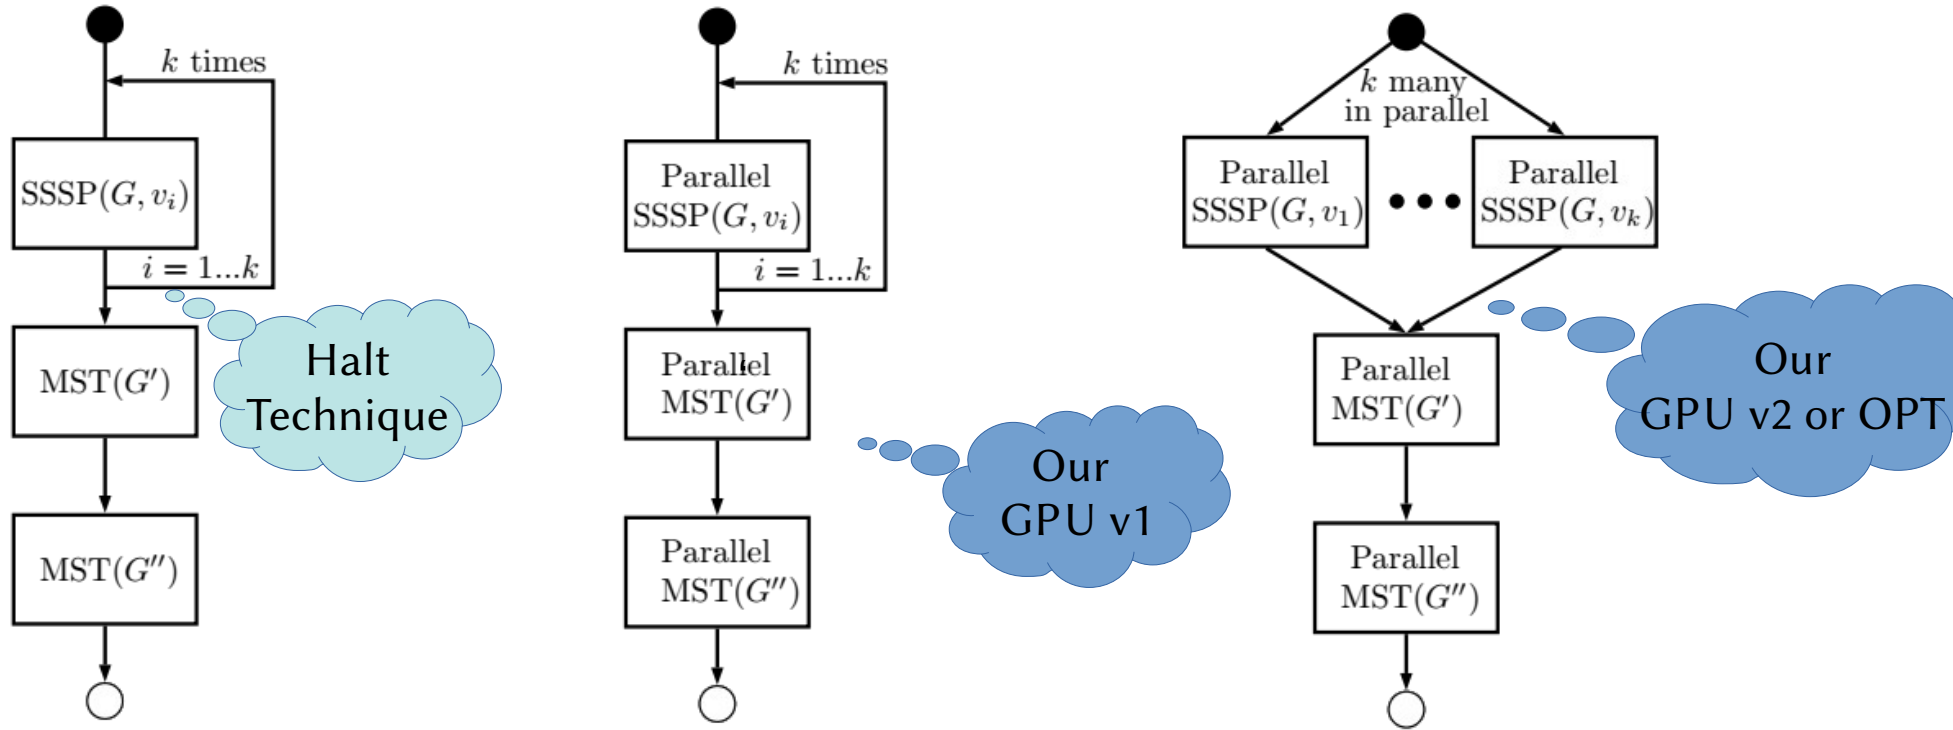 k times
SSSP(G, v_i)
i = 1...k
MST(G′)
MST(G″)
Halt
Technique
k times
Parallel
SSSP(G, v_i)
i = 1...k
Parallel
MST(G′)
Parallel
MST(G″)
Our
GPU v1
k many
in parallel
Parallel
SSSP(G, v_1)
Parallel
SSSP(G, v_k)
Parallel
MST(G′)
Parallel
MST(G″)
Our
GPU v2 or OPT